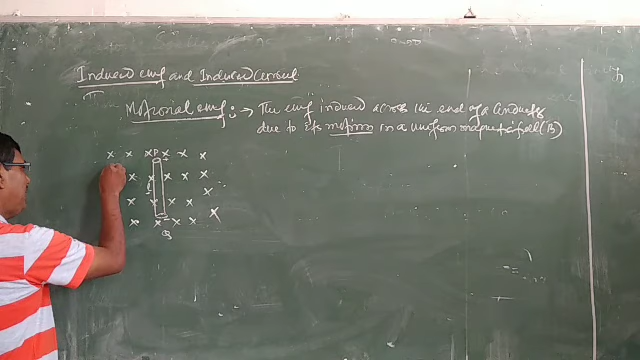 Induced emf and Induced Current
Motional emf :- → The emf induced across the end of a Conductor
due to its motion in a uniform magnetic field (B)
x x x P x x x
x x x x x
l
x x x x x
x x x x x
Q